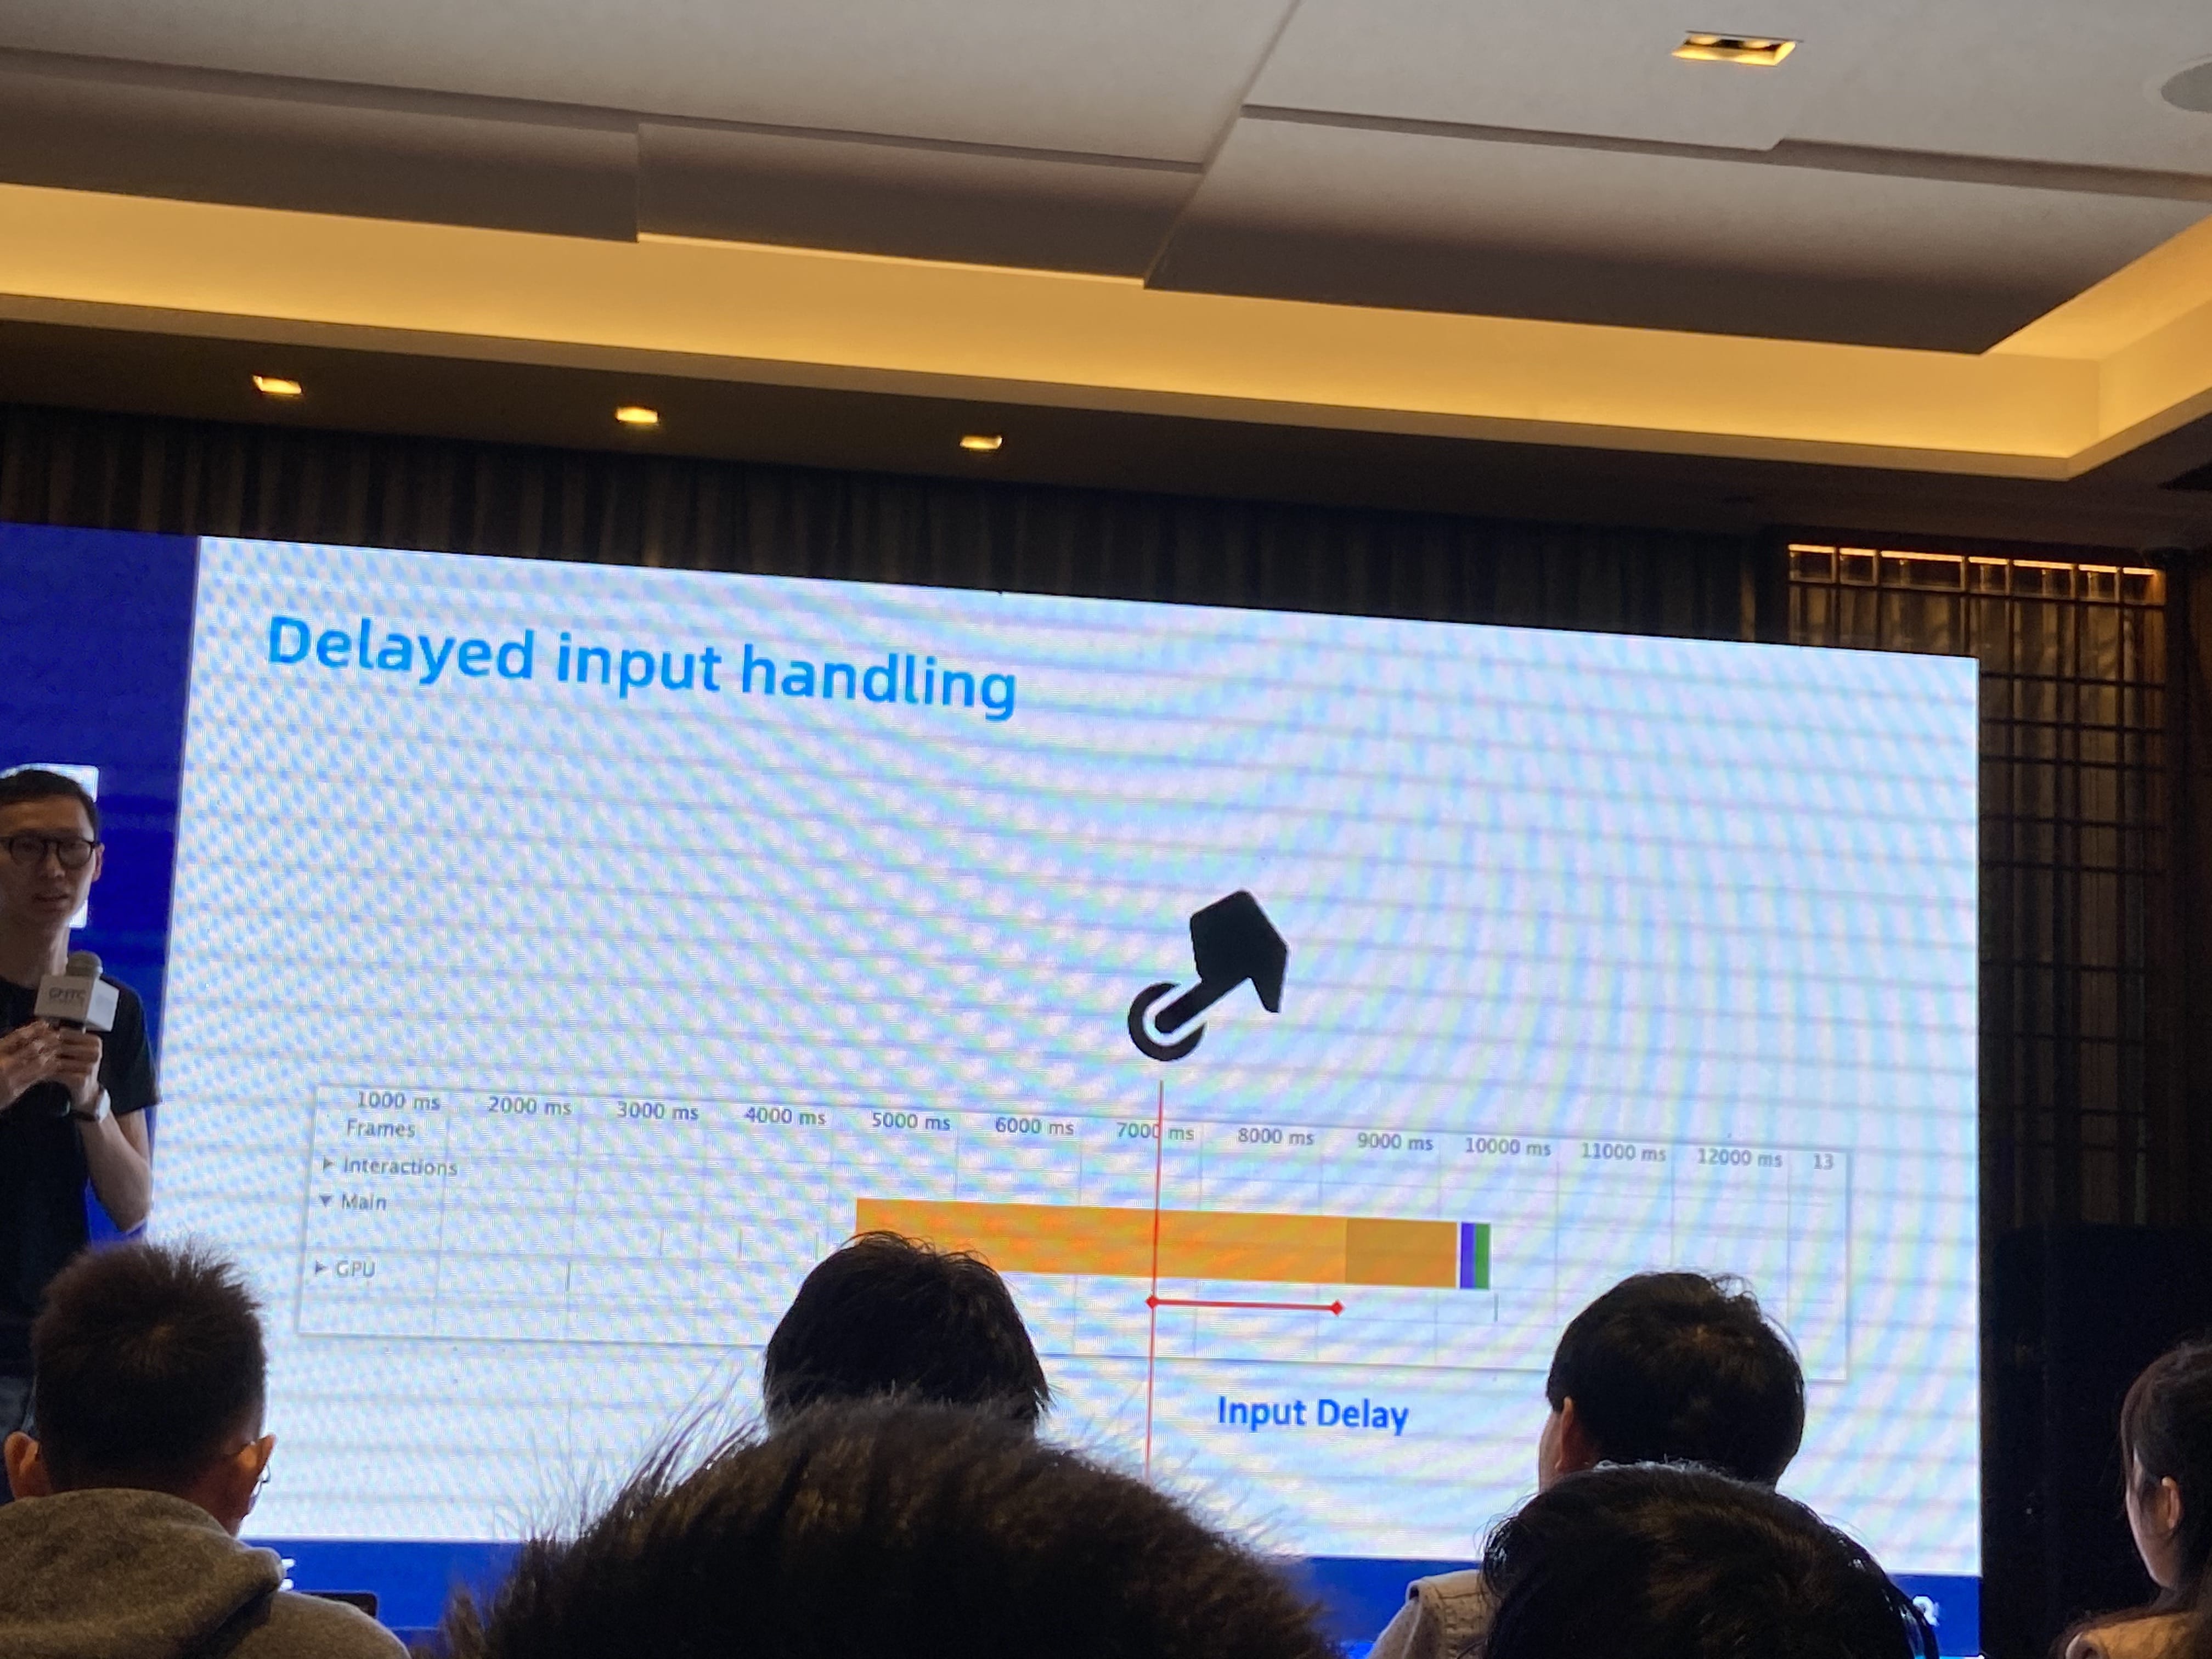 Delayed input handling
1000 ms 2000 ms 3000 ms 4000 ms 5000 ms 6000 ms 7000 ms 8000 ms 9000 ms 10000 ms 11000 ms 12000 ms 13
Frames
Interactions
Main
GPU
Input Delay